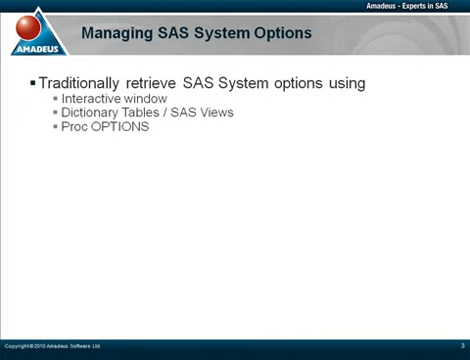 Amadeus - Experts in SAS
AMADEUS
Managing SAS System Options
Traditionally retrieve SAS System options using
Interactive window
Dictionary Tables / SAS Views
Proc OPTIONS
Copyright © 2010 Amadeus Software Ltd.
3